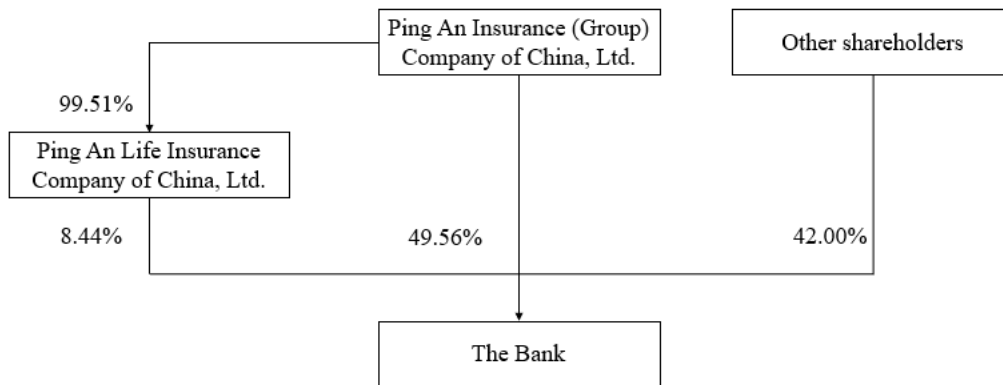 Ping An Insurance (Group)
Company of China, Ltd.
Other shareholders
99.51%
Ping An Life Insurance
Company of China, Ltd.
8.44%
49.56%
42.00%
The Bank